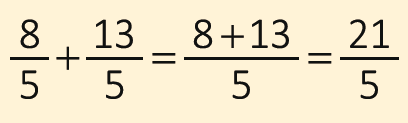 8/5 + 13/5 = (8+13)/5 = 21/5